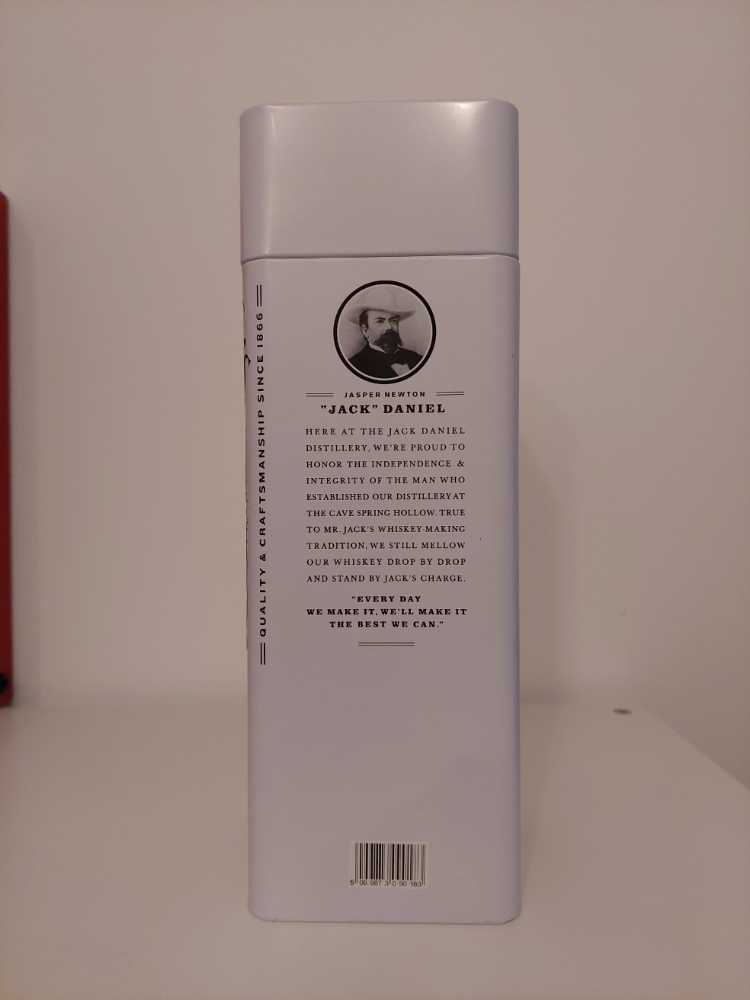 QUALITY & CRAFTSMANSHIP SINCE 1866
JASPER NEWTON
"JACK" DANIEL
HERE AT THE JACK DANIEL
DISTILLERY, WE'RE PROUD TO
HONOR THE INDEPENDENCE &
INTEGRITY OF THE MAN WHO
ESTABLISHED OUR DISTILLERY AT
THE CAVE SPRING HOLLOW. TRUE
TO MR. JACK'S WHISKEY-MAKING
TRADITION, WE STILL MELLOW
OUR WHISKEY DROP BY DROP
AND STAND BY JACK'S CHARGE,
"EVERY DAY
WE MAKE IT, WE'LL MAKE IT
THE BEST WE CAN."